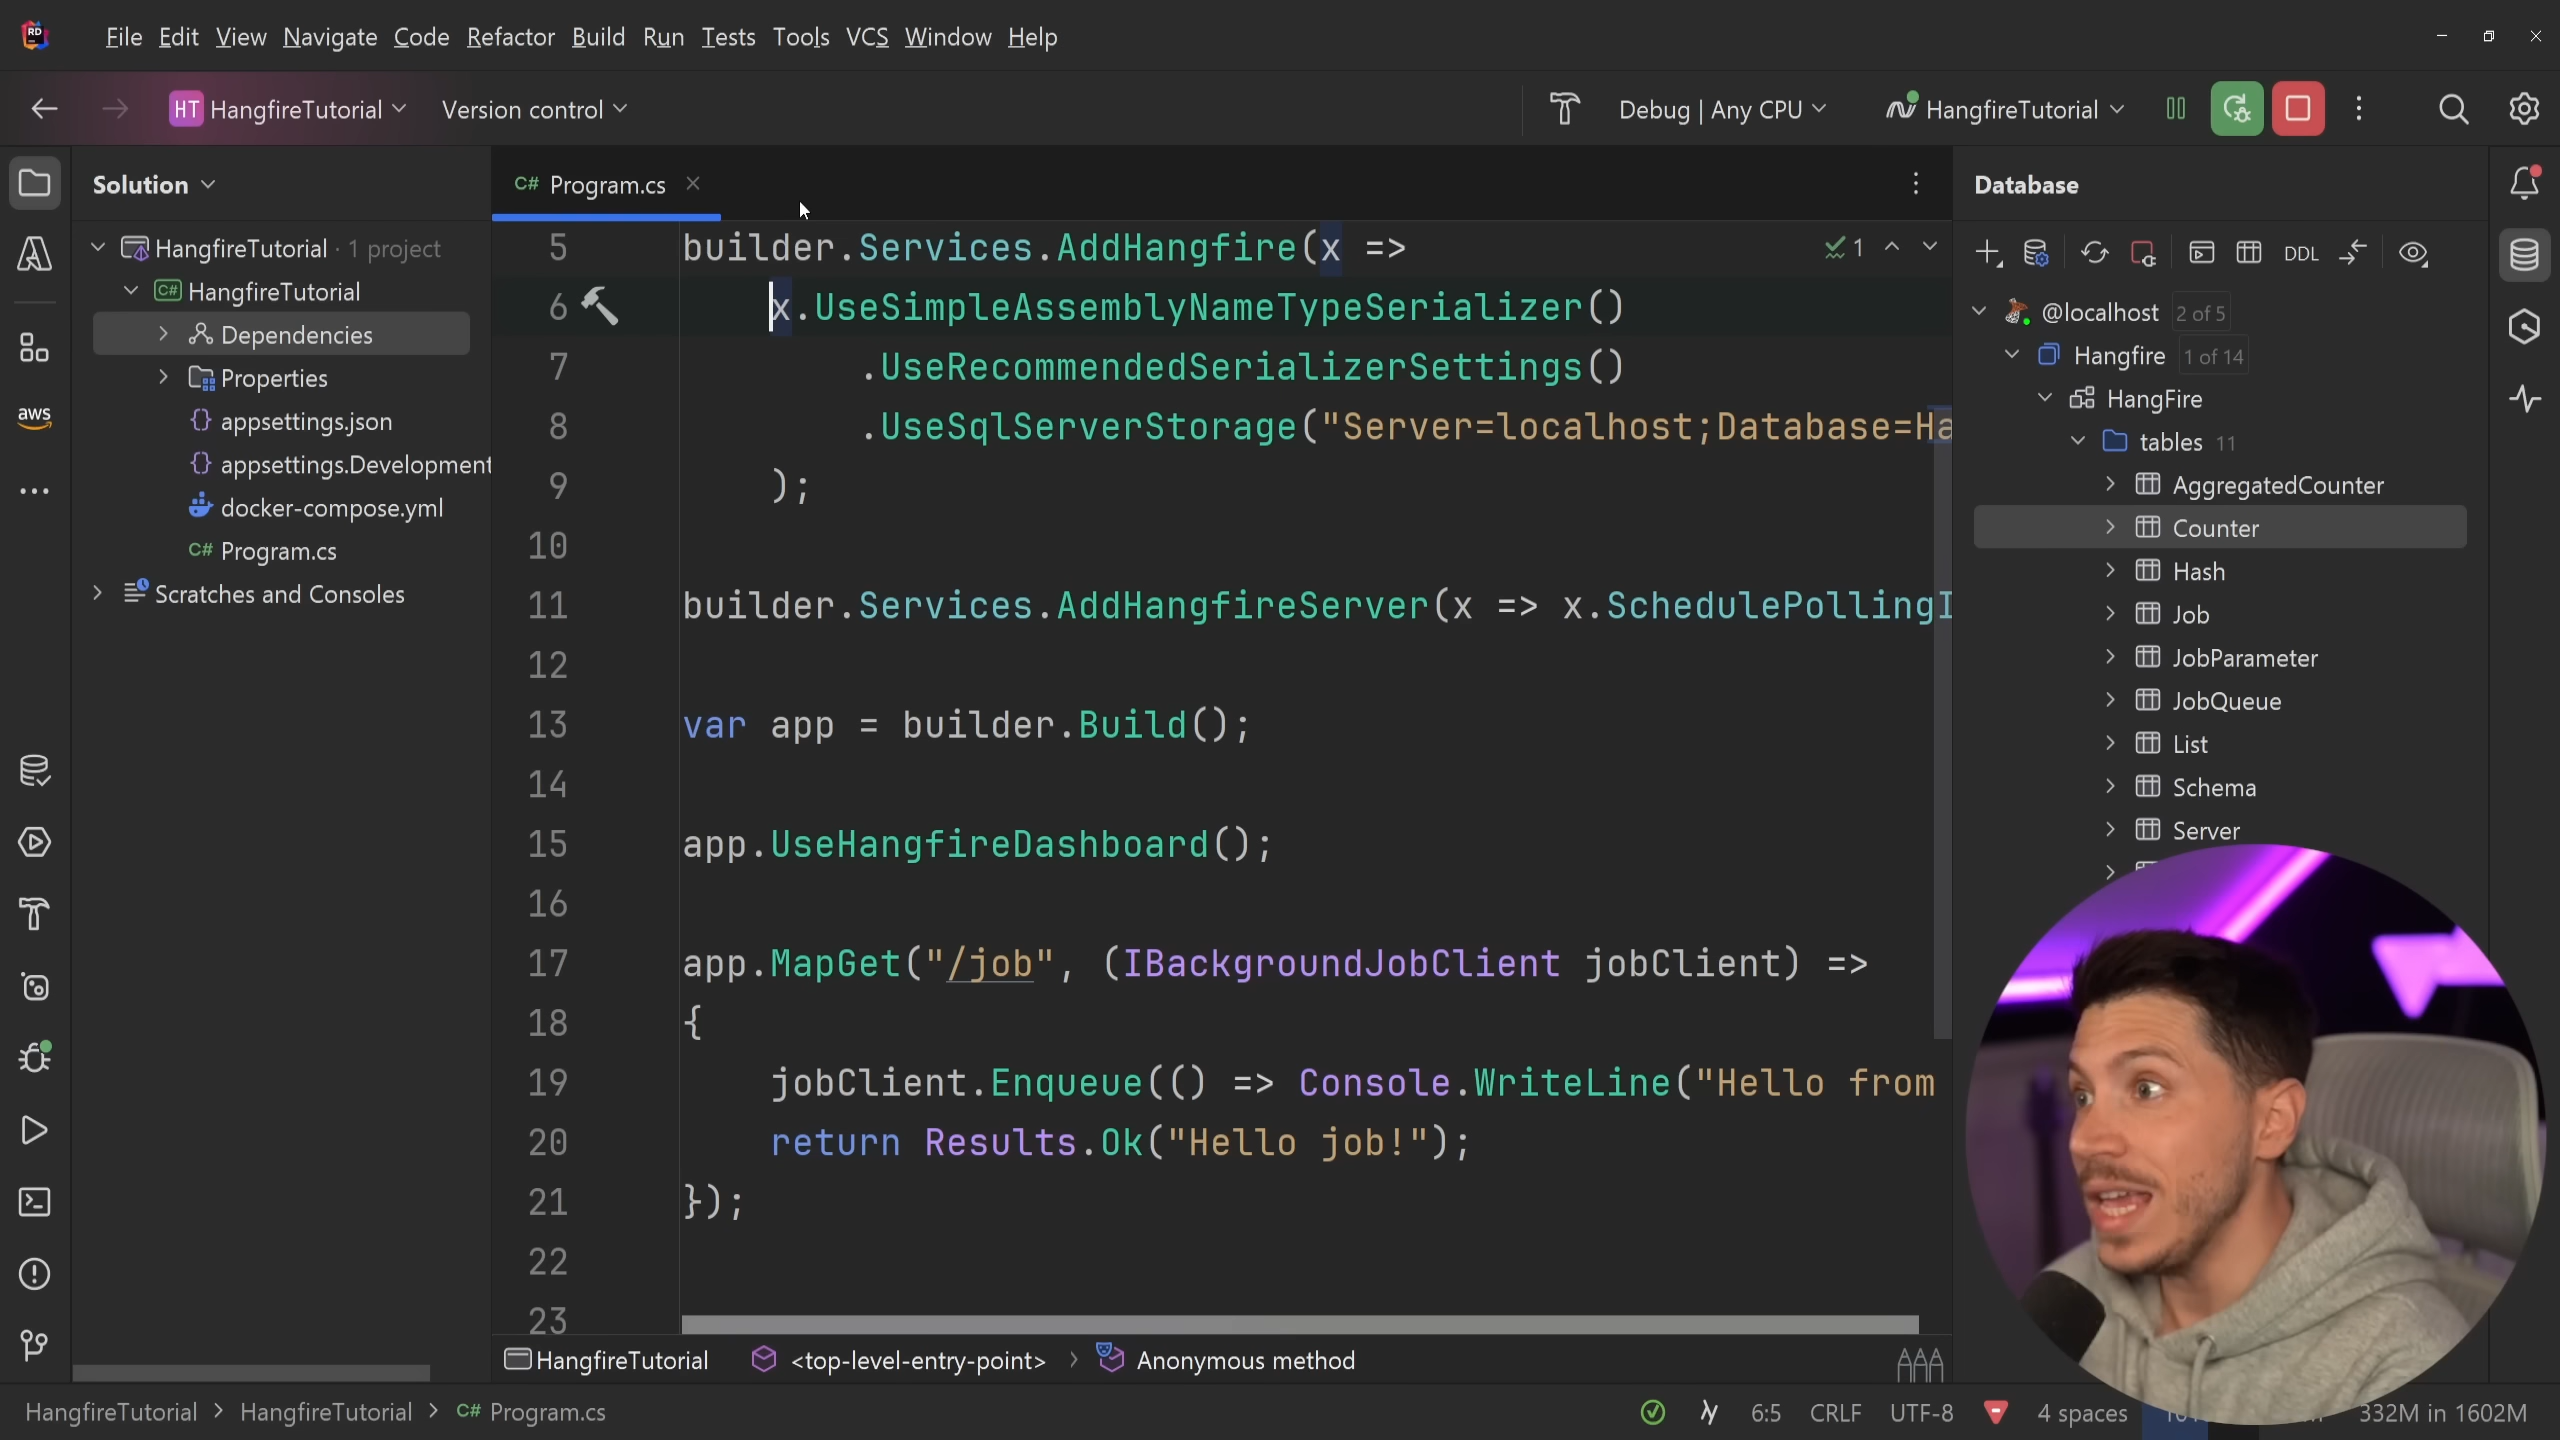 RD
File Edit View Navigate Code Refactor Build Run Tests Tools VCS Window Help
HT HangfireTutorial
Version control
Debug | Any CPU
HangfireTutorial
Solution
C# Program.cs
Database
HangfireTutorial · 1 project
C# HangfireTutorial
Dependencies
Properties
{} appsettings.json
{} appsettings.Development
docker-compose.yml
C# Program.cs
Scratches and Consoles
aws
1
5 builder.Services.AddHangfire(x =>
6 x.UseSimpleAssemblyNameTypeSerializer()
7 .UseRecommendedSerializerSettings()
8 .UseSqlServerStorage("Server=localhost;Database=Ha
9 );
10
11 builder.Services.AddHangfireServer(x => x.SchedulePollingI
12
13 var app = builder.Build();
14
15 app.UseHangfireDashboard();
16
17 app.MapGet("/job", (IBackgroundJobClient jobClient) =>
18 {
19 jobClient.Enqueue(() => Console.WriteLine("Hello from
20 return Results.Ok("Hello job!");
21 });
22
23
DDL
@localhost 2 of 5
Hangfire 1 of 14
HangFire
tables 11
AggregatedCounter
Counter
Hash
Job
JobParameter
JobQueue
List
Schema
Server
HangfireTutorial
<top-level-entry-point> > Anonymous method
HangfireTutorial > HangfireTutorial > C# Program.cs
6:5 CRLF UTF-8 4 spaces
332M in 1602M